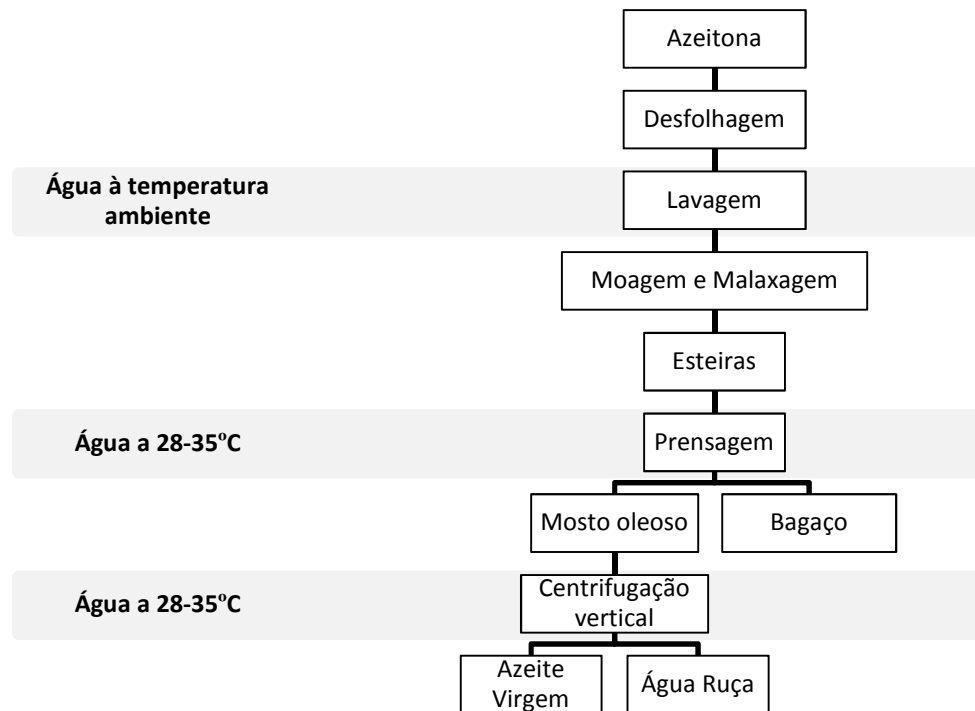 Azeitona
Desfolhagem
Água à temperatura
ambiente
Lavagem
Moagem e Malaxagem
Esteiras
Água a 28-35ºC
Prensagem
Mosto oleoso
Bagaço
Água a 28-35ºC
Centrifugação
vertical
Azeite
Virgem
Água Ruça